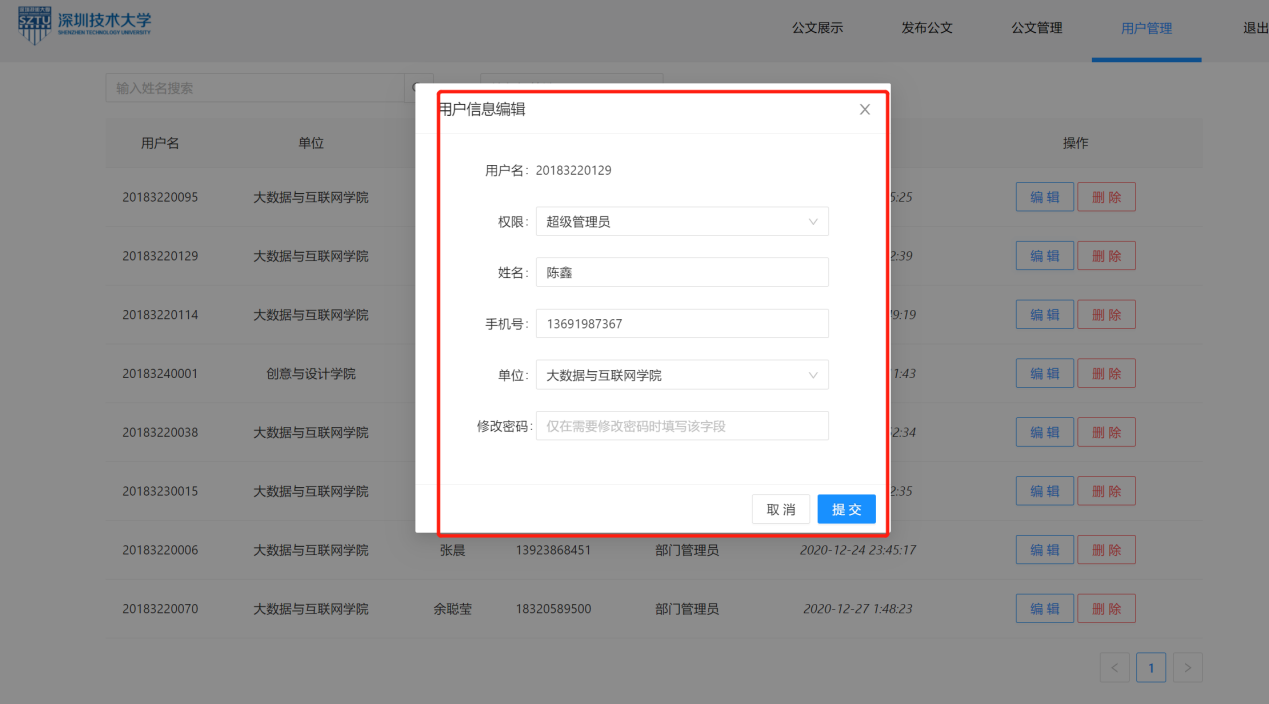 SZTU
深圳技术大学
SHENZHEN TECHNOLOGY UNIVERSITY
公文展示 发布公文 公文管理 用户管理 退出
输入姓名搜索
用户信息编辑
用户名 单位 操作
用户名: 20183220129
20183220095 大数据与互联网学院 5:25 编辑 删除
权限: 超级管理员
20183220129 大数据与互联网学院 2:39 编辑 删除
姓名: 陈鑫
20183220114 大数据与互联网学院 9:19 编辑 删除
手机号: 13691987367
20183240001 创意与设计学院 1:43 编辑 删除
单位: 大数据与互联网学院
20183220038 大数据与互联网学院 2:34 编辑 删除
修改密码: 仅在需要修改密码时填写该字段
20183230015 大数据与互联网学院 2:35 编辑 删除
取消 提交
20183220006 大数据与互联网学院 张晨 13923868451 部门管理员 2020-12-24 23:45:17 编辑 删除
20183220070 大数据与互联网学院 余聪莹 18320589500 部门管理员 2020-12-27 1:48:23 编辑 删除
< 1 >